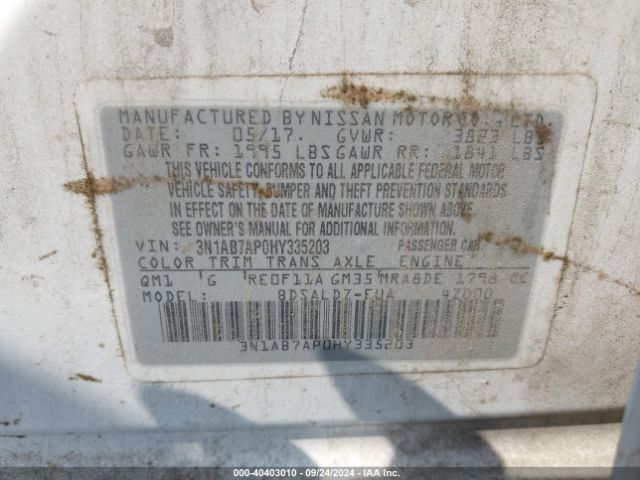 MANUFACTURED BY NISSAN MOTOR CO., LTD.
DATE: 05/17. GVWR: 3823 LBS
GAWR FR: 1995 LBS GAWR RR: 1841 LBS
THIS VEHICLE CONFORMS TO ALL APPLICABLE FEDERAL MOTOR
VEHICLE SAFETY, BUMPER AND THEFT PREVENTION STANDARDS
IN EFFECT ON THE DATE OF MANUFACTURE SHOWN ABOVE.
SEE OWNER'S MANUAL FOR ADDITIONAL INFORMATION.
VIN: 3N1AB7AP0HY335203 PASSENGER CAR
COLOR TRIM TRANS AXLE ENGINE
QM1 G RE0F11A GM35 MRA8DE 1798 CC
MODEL: BDSALDZ-EUA 42000
3N1AB7AP0HY335203
000-40403010 - 09/24/2024 - IAA Inc.